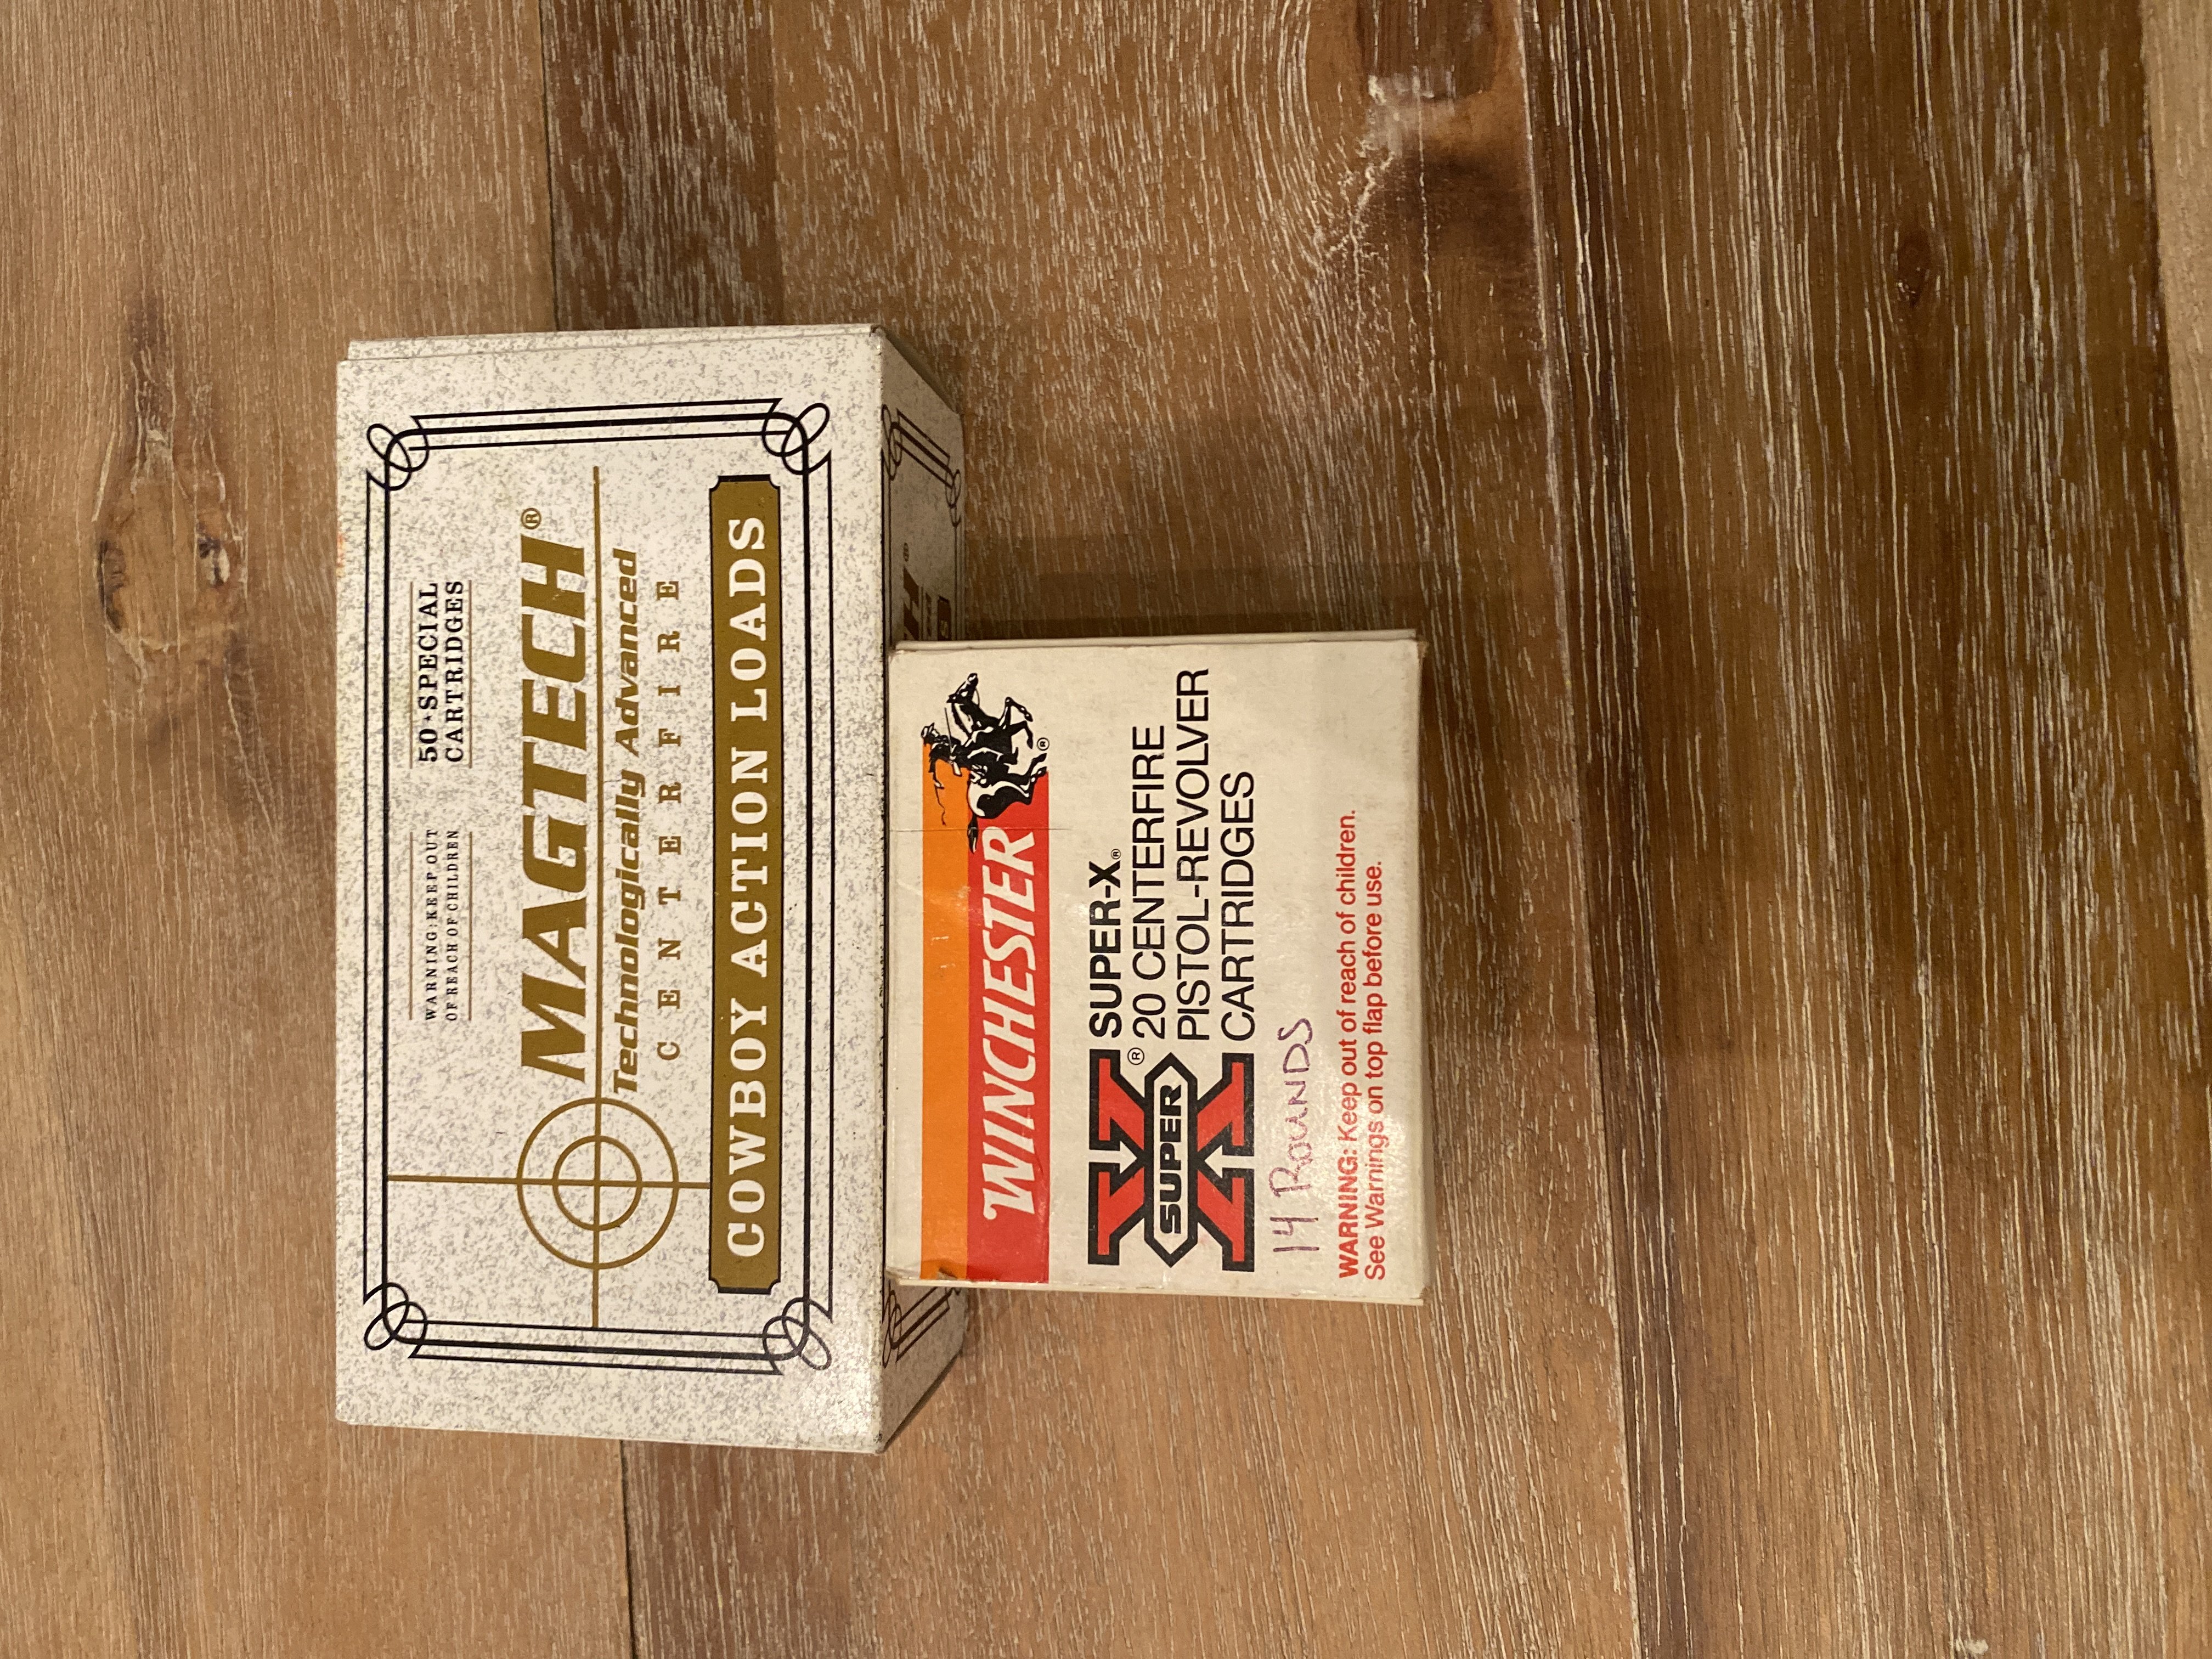 50 • SPECIAL
CARTRIDGES
WARNING: KEEP OUT
OF REACH OF CHILDREN
MAGTECH®
Technologically Advanced
CENTERFIRE
COWBOY ACTION LOADS
WINCHESTER®
SUPER X®
SUPER-X®
20 CENTERFIRE
PISTOL-REVOLVER
CARTRIDGES
14 ROUNDS
WARNING: Keep out of reach of children.
See Warnings on top flap before use.